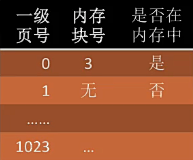 一级 内存 是否在
页号 块号 内存中
0 3 是
1 无 否
……
1023 …